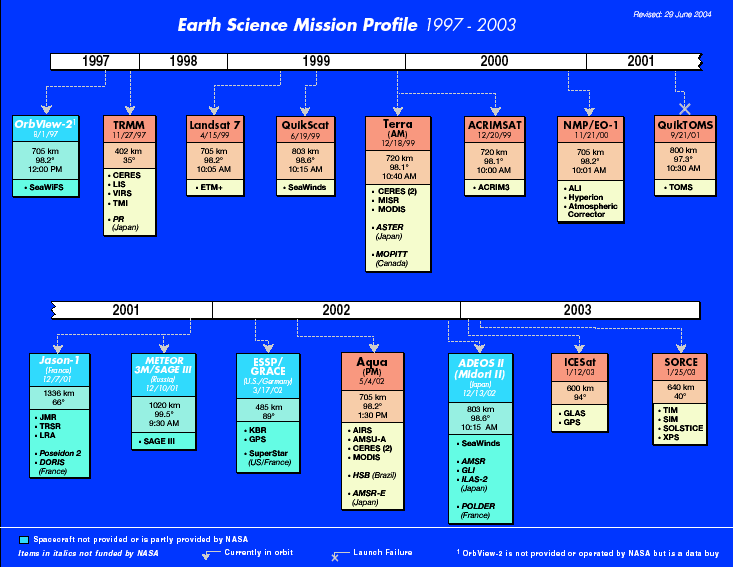 Earth Science Mission Profile 1997 - 2003
Revised: 29 June 2004
1997
1998
1999
2000
2001
OrbView-2¹
8/1/97
705 km
98.2°
12:00 PM
• SeaWiFS
TRMM
11/27/97
402 km
35°
• CERES
• LIS
• VIRS
• TMI
• PR
(Japan)
Landsat 7
4/15/99
705 km
98.2°
10:05 AM
• ETM+
QuikScat
6/19/99
803 km
98.6°
10:15 AM
• SeaWinds
Terra
(AM)
12/18/99
720 km
98.1°
10:40 AM
• CERES (2)
• MISR
• MODIS
• ASTER
(Japan)
• MOPITT
(Canada)
ACRIMSAT
12/20/99
720 km
98.1°
10:00 AM
• ACRIM3
NMP/EO-1
11/21/00
705 km
98.2°
10:01 AM
• ALI
• Hyperion
• Atmospheric
Corrector
QuikTOMS
9/21/01
800 km
97.3°
10:30 AM
• TOMS
2001
2002
2003
Jason-1
(France)
12/7/01
1336 km
66°
• JMR
• TRSR
• LRA
• Poseidon 2
• DORIS
(France)
METEOR
3M/SAGE III
(Russia)
12/10/01
1020 km
99.5°
9:30 AM
• SAGE III
ESSP/
GRACE
(U.S./Germany)
3/17/02
485 km
89°
• KBR
• GPS
• SuperStar
(US/France)
Aqua
(PM)
5/4/02
705 km
98.2°
1:30 PM
• AIRS
• AMSU-A
• CERES (2)
• MODIS
• HSB (Brazil)
• AMSR-E
(Japan)
ADEOS II
(Midori II)
(Japan)
12/13/02
803 km
98.6°
10:15 AM
• SeaWinds
• AMSR
• GLI
• ILAS-2
(Japan)
• POLDER
(France)
ICESat
1/12/03
600 km
94°
• GLAS
• GPS
SORCE
1/25/03
640 km
40°
• TIM
• SIM
• SOLSTICE
• XPS
Spacecraft not provided or is partly provided by NASA
Items in italics not funded by NASA
Currently in orbit
Launch Failure
¹ OrbView-2 is not provided or operated by NASA but is a data buy